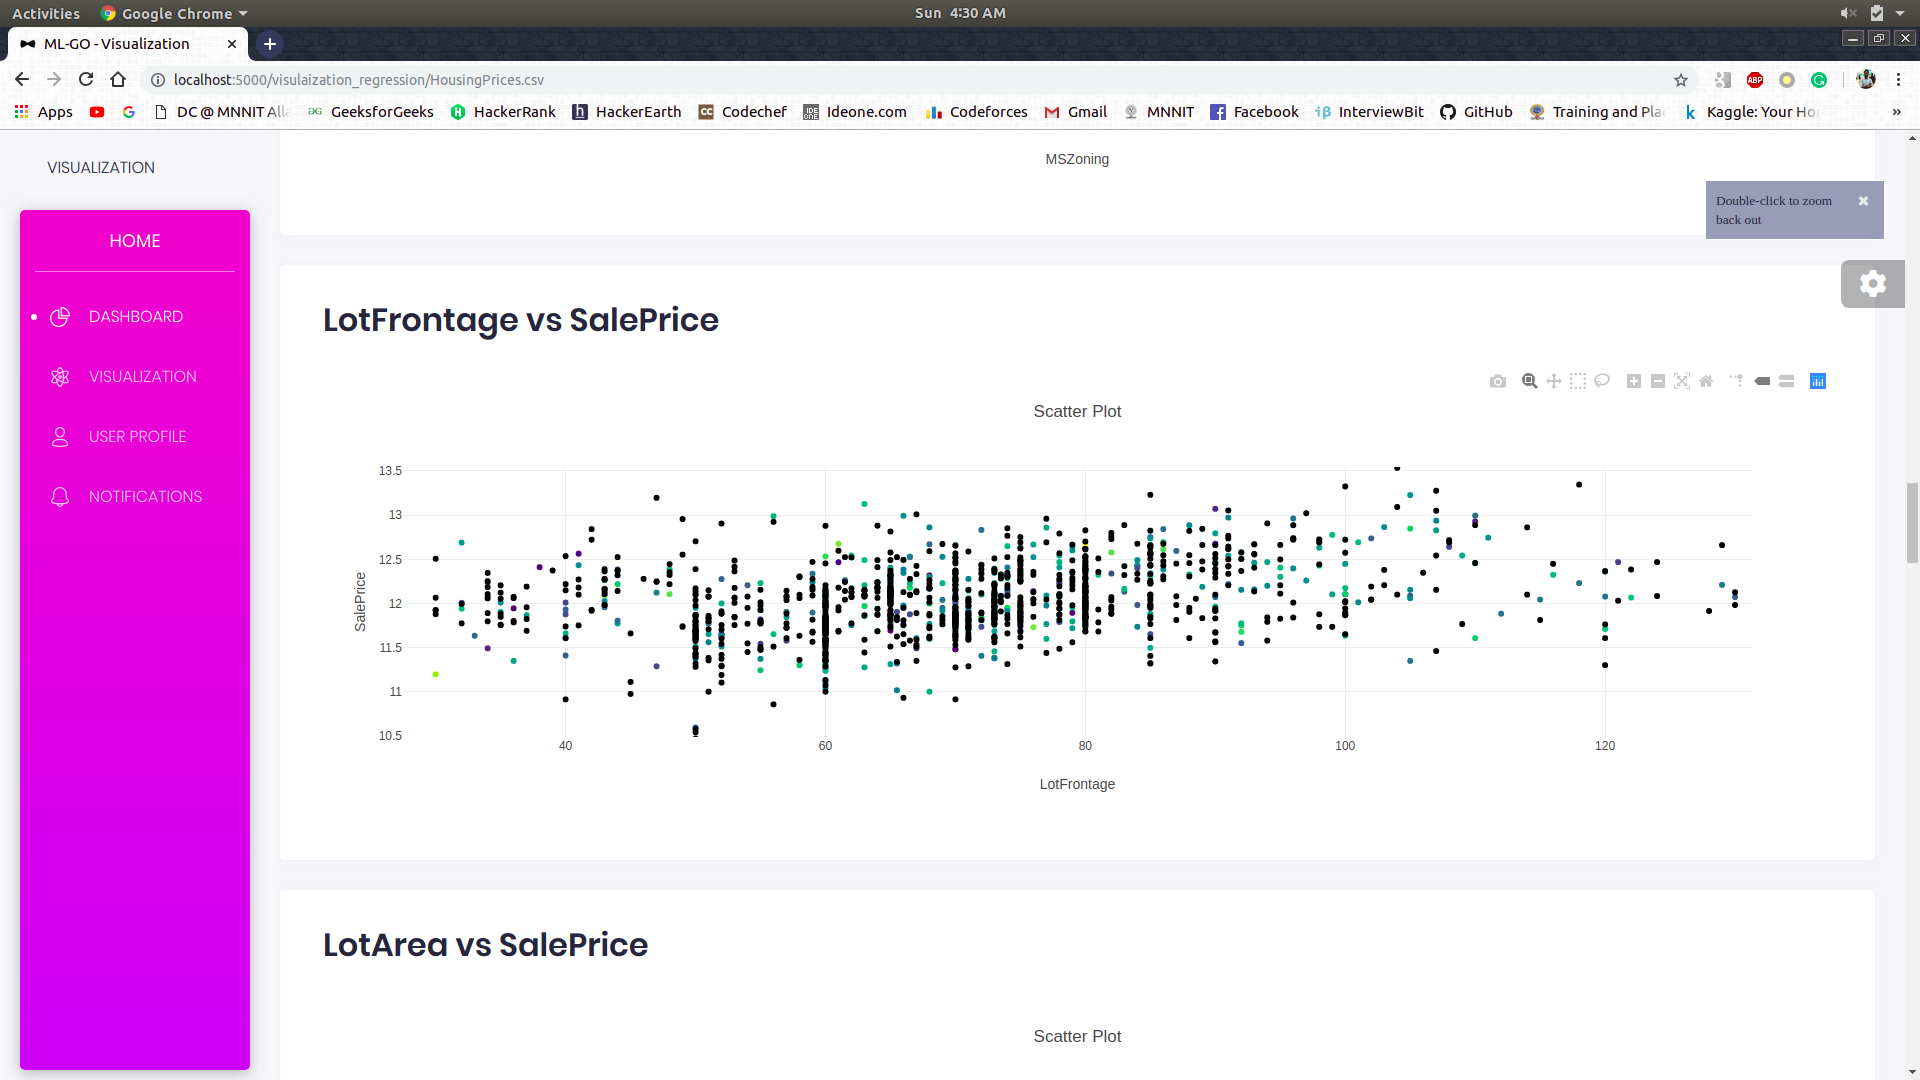 Activities Google Chrome Sun 4:30 AM
ML-GO - Visualization
localhost:5000/visulaization_regression/HousingPrices.csv
ABP
Apps DC @ MNNIT Alla GeeksforGeeks HackerRank HackerEarth Codechef Ideone.com Codeforces Gmail MNNIT Facebook InterviewBit GitHub Training and Pla Kaggle: Your Ho »
VISUALIZATION
MSZoning
Double-click to zoom
back out
HOME
DASHBOARD
VISUALIZATION
USER PROFILE
NOTIFICATIONS
LotFrontage vs SalePrice
Scatter Plot
13.5
13
12.5
12
11.5
11
10.5
SalePrice
40 60 80 100 120
LotFrontage
LotArea vs SalePrice
Scatter Plot